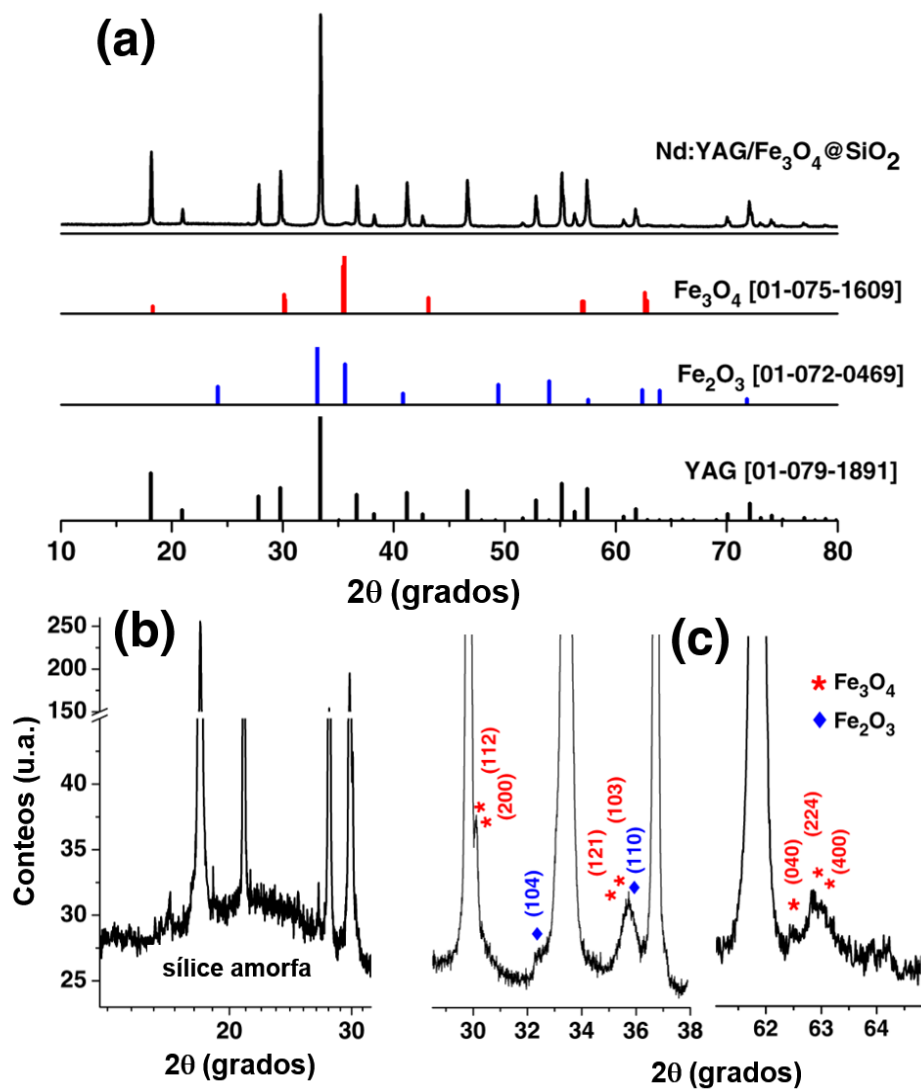 (a)
Nd:YAG/Fe₃O₄@SiO₂
Fe₃O₄ [01-075-1609]
Fe₂O₃ [01-072-0469]
YAG [01-079-1891]
10 20 30 40 50 60 70 80
2θ (grados)
(b)
(c)
250
200
150
40
35
30
25
Conteos (u.a.)
sílice amorfa
20 30
2θ (grados)
* Fe₃O₄
♦ Fe₂O₃
(112)
(200)
(104)
(121)
(103)
(110)
(040)
(224)
(400)
30 32 34 36 38
62 63 64
2θ (grados)